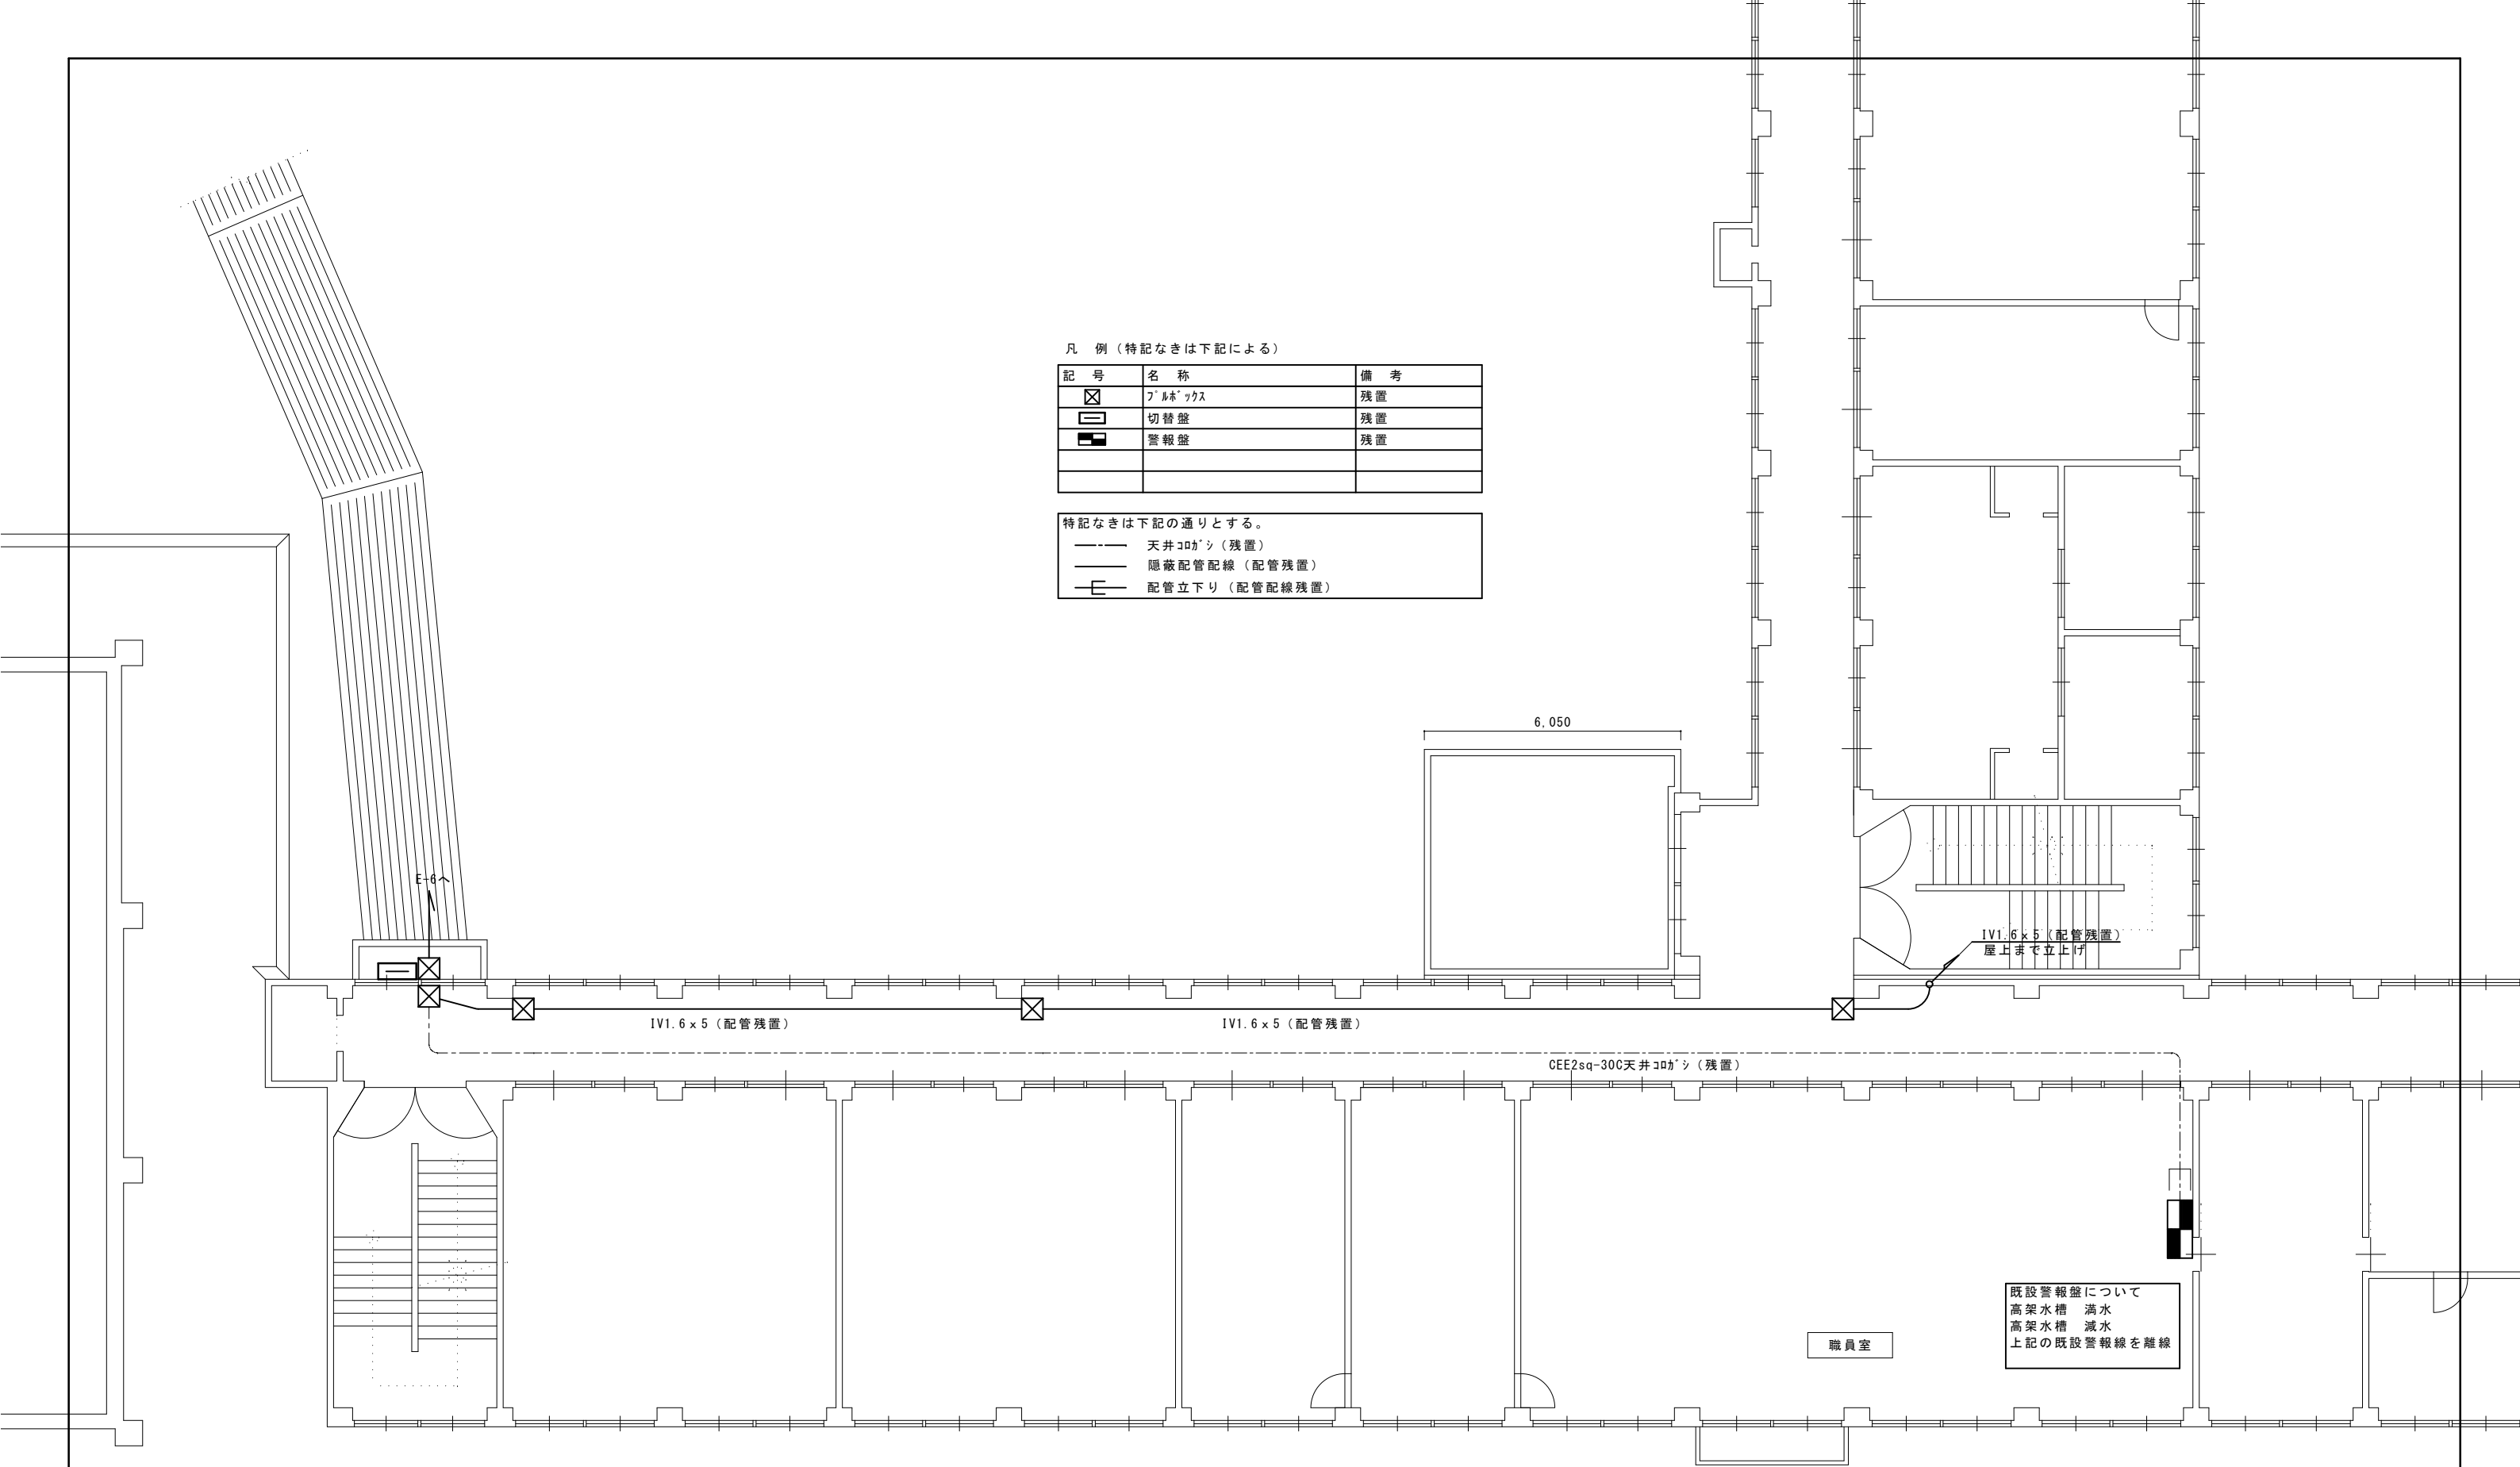 凡　例（特記なきは下記による）
記　号　名　称　備　考
ﾌﾟﾙﾎﾞｯｸｽ　残置
切替盤　残置
警報盤　残置
特記なきは下記の通りとする。
天井ｺﾛｶﾞｼ（残置）
隠蔽配管配線（配管残置）
配管立下り（配管配線残置）
6,050
E-6へ
IV1.6×5（配管残置）
屋上まで立上げ
IV1.6×5（配管残置）
IV1.6×5（配管残置）
CEE2sq-30C天井ｺﾛｶﾞｼ（残置）
既設警報盤について
高架水槽　満水
高架水槽　減水
上記の既設警報線を離線
職員室